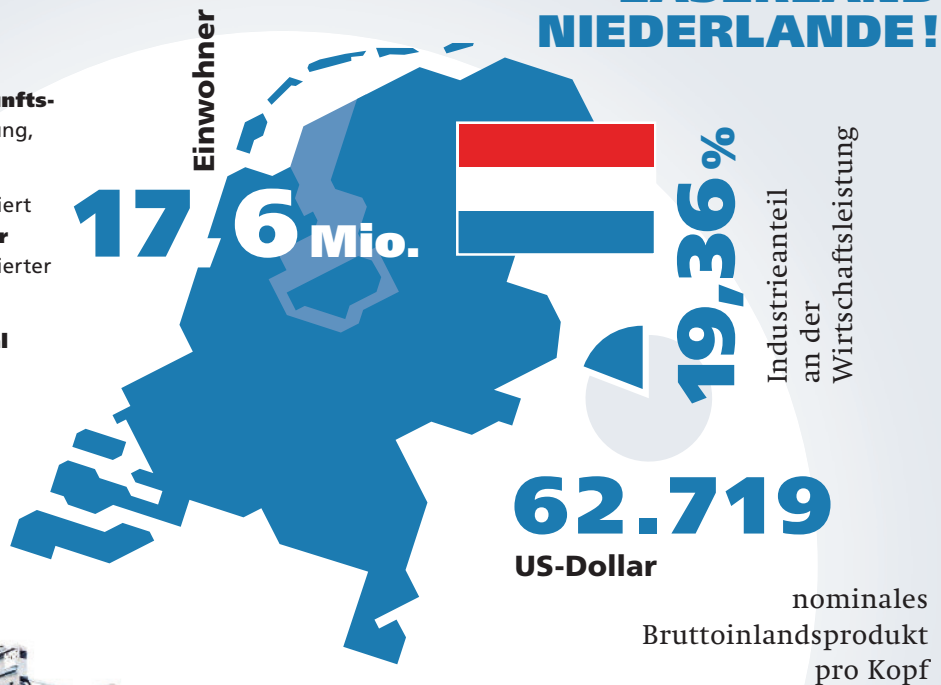 NIEDERLANDE!
Einwohner
17,6 Mio.
19,36 %
Industrieanteil
an der
Wirtschaftsleistung
62.719
US-Dollar
nominales
Bruttoinlandsprodukt
pro Kopf